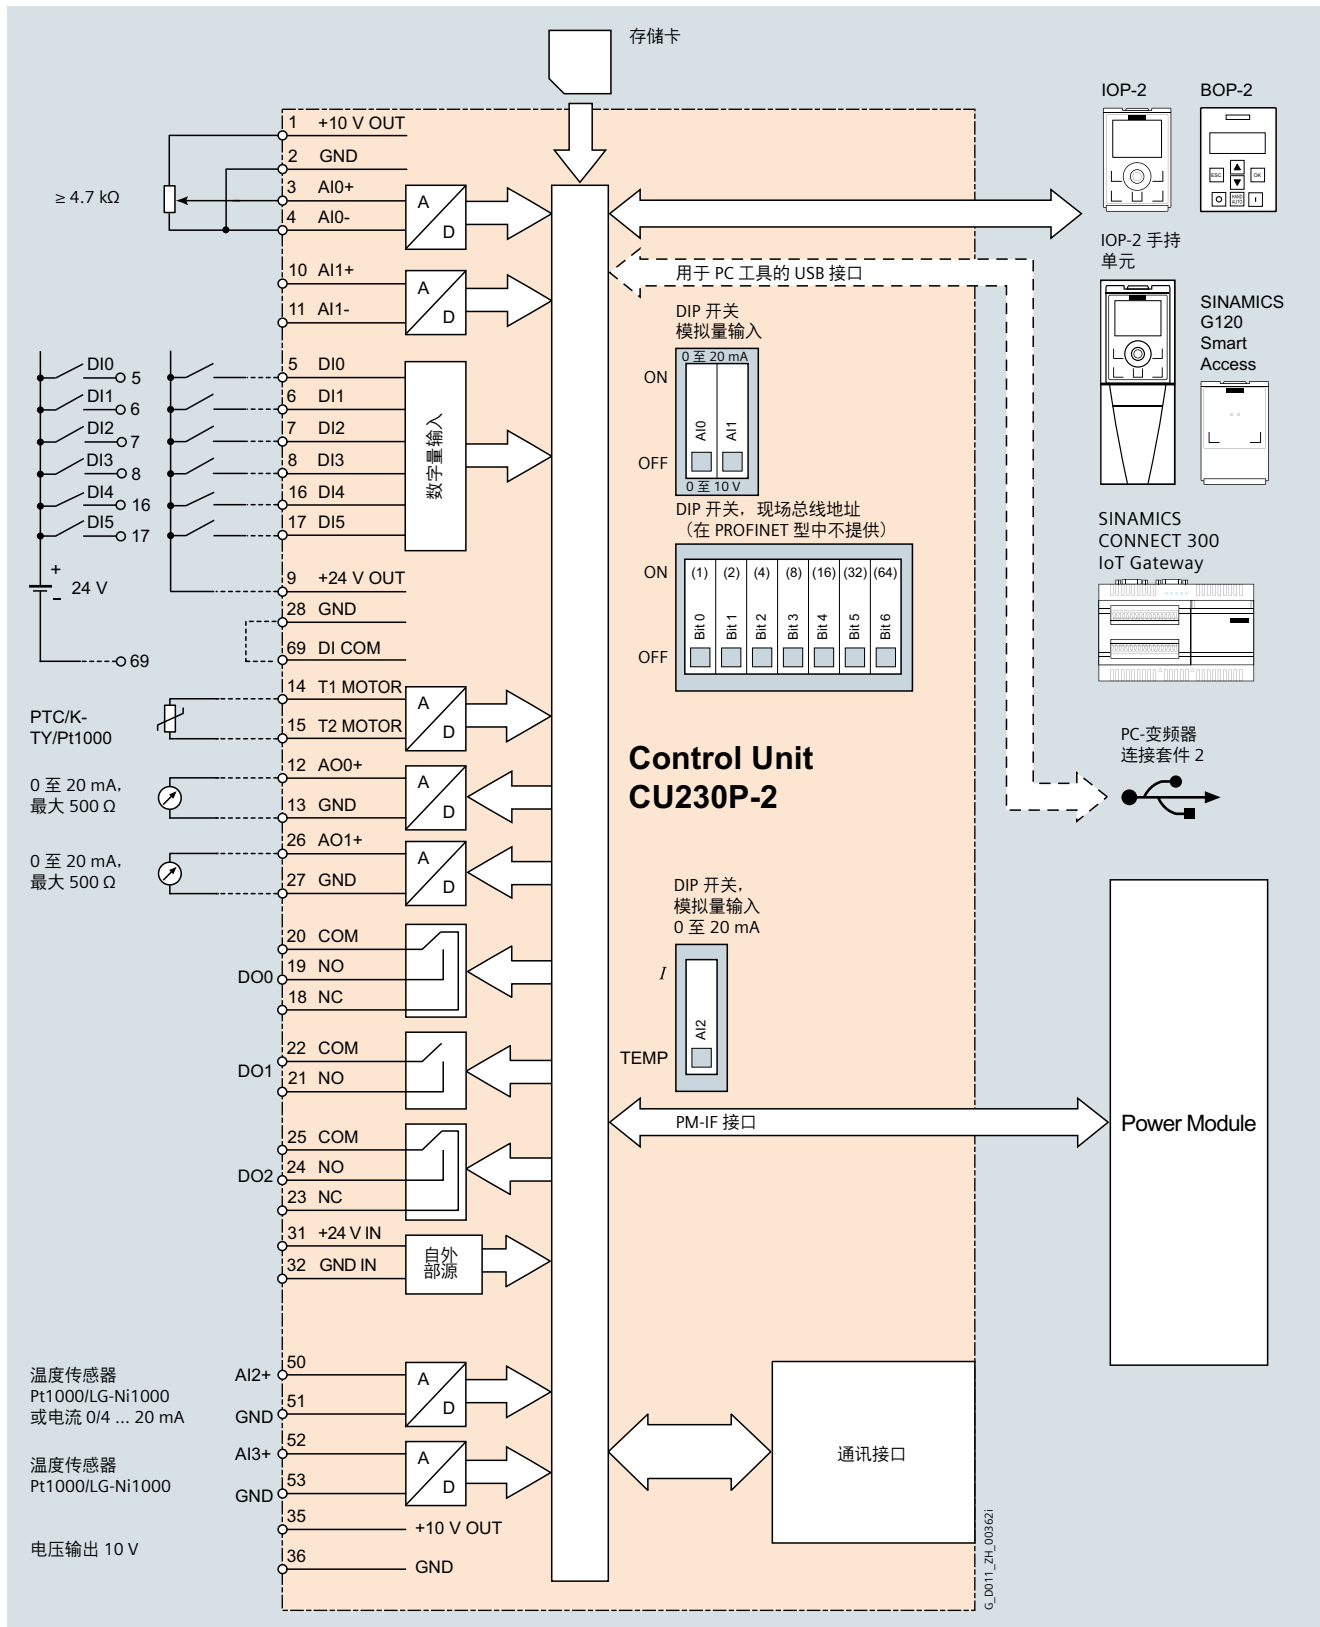 存储卡
IOP-2
BOP-2
ESC
OK
HAND AUTO
1 +10 V OUT
2 GND
3 AI0+
4 AI0-
≥ 4.7 kΩ
A
D
10 AI1+
11 AI1-
A
D
用于 PC 工具的 USB 接口
IOP-2 手持
单元
SINAMICS
G120
Smart
Access
DIP 开关
模拟量输入
0 至 20 mA
ON
AI0
AI1
OFF
0 至 10 V
DI0
5
DI1
6
DI2
7
DI3
8
DI4
16
DI5
17
5 DI0
6 DI1
7 DI2
8 DI3
16 DI4
17 DI5
数字量输入
DIP 开关，现场总线地址
（在 PROFINET 型中不提供）
ON
(1)
(2)
(4)
(8)
(16)
(32)
(64)
Bit 0
Bit 1
Bit 2
Bit 3
Bit 4
Bit 5
Bit 6
OFF
SINAMICS
CONNECT 300
IoT Gateway
+
24 V
–
69
9 +24 V OUT
28 GND
69 DI COM
14 T1 MOTOR
15 T2 MOTOR
A
D
PTC/K-
TY/Pt1000
Control Unit
CU230P-2
PC-变频器
连接套件 2
12 AO0+
13 GND
A
D
0 至 20 mA，
最大 500 Ω
26 AO1+
27 GND
A
D
0 至 20 mA，
最大 500 Ω
DIP 开关，
模拟量输入
0 至 20 mA
I
AI2
TEMP
20 COM
19 NO
18 NC
DO0
22 COM
21 NO
DO1
PM-IF 接口
Power Module
25 COM
24 NO
23 NC
DO2
31 +24 V IN
32 GND IN
自外
部源
温度传感器
Pt1000/LG-Ni1000
或电流 0/4 ... 20 mA
AI2+
50
GND
51
A
D
温度传感器
Pt1000/LG-Ni1000
AI3+
52
GND
53
A
D
通讯接口
电压输出 10 V
35
+10 V OUT
36
GND
G_D011_ZH_00362i